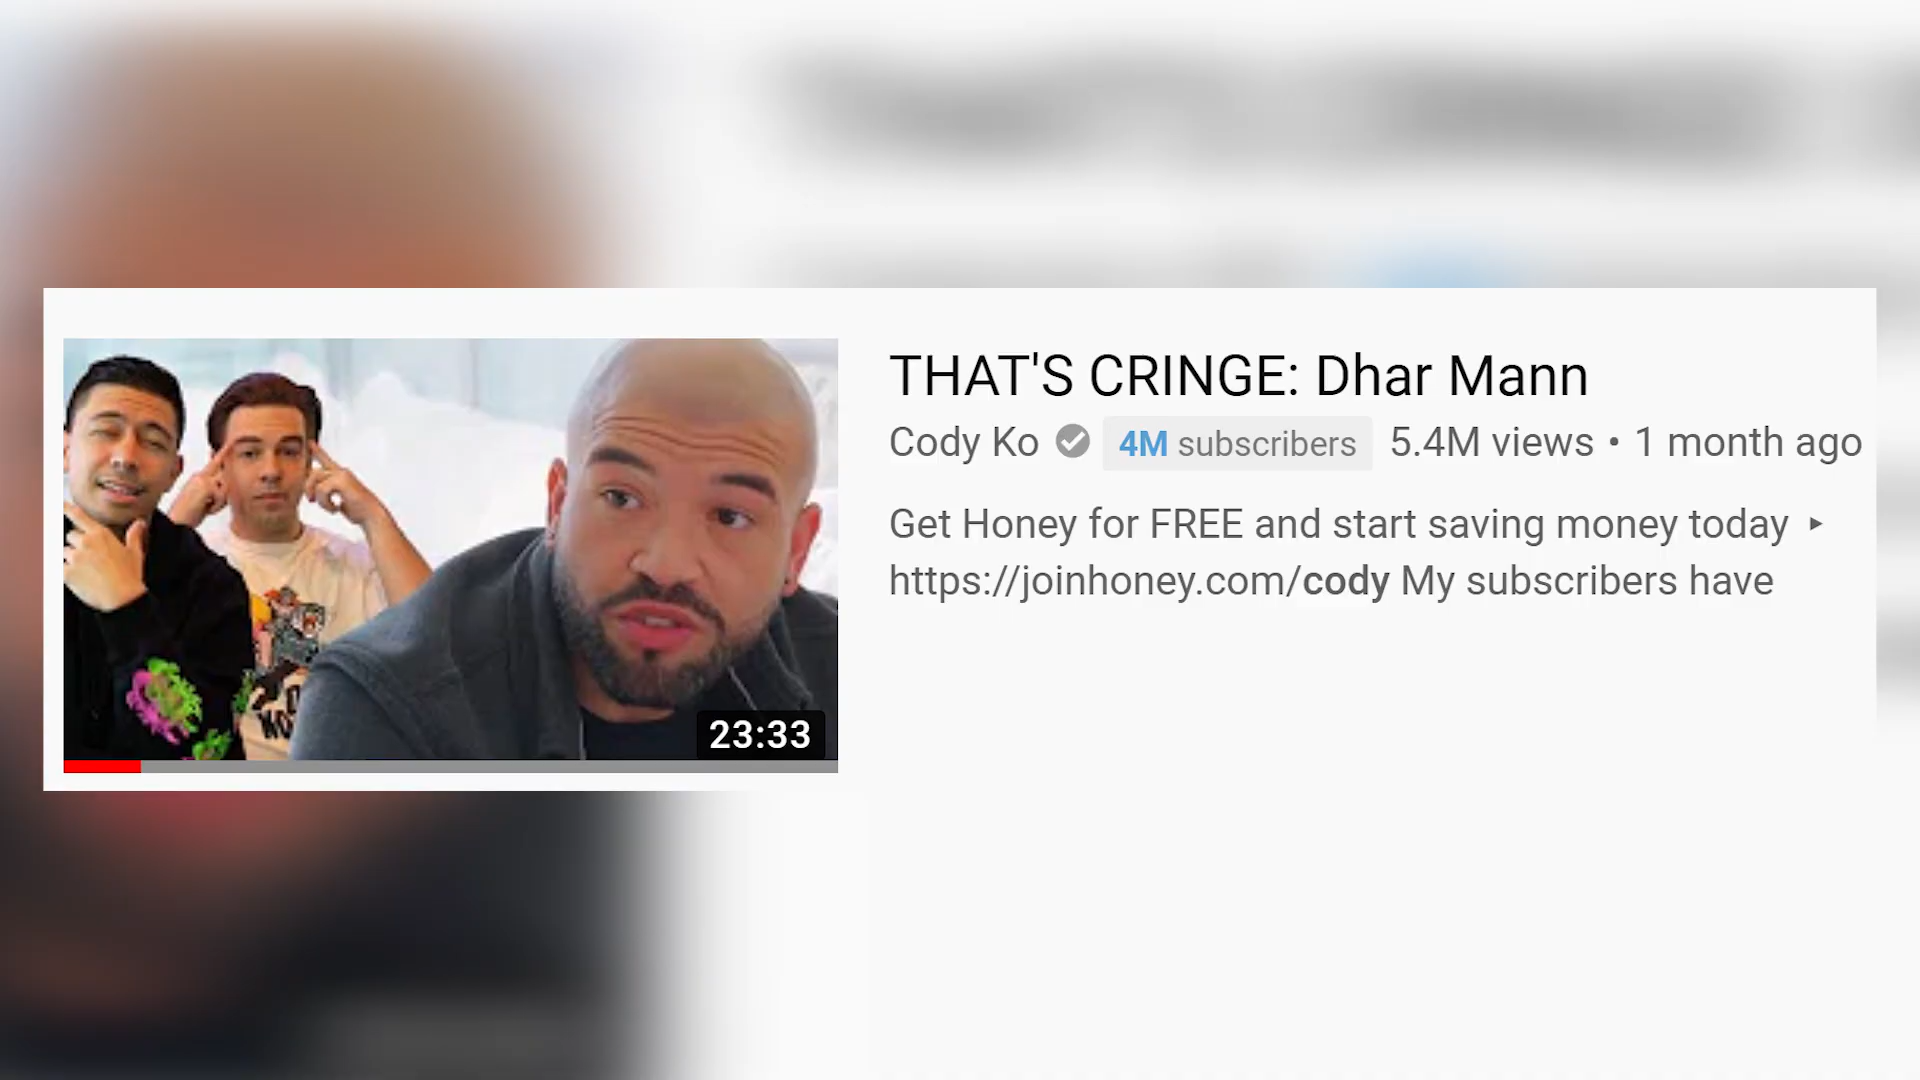 THAT'S CRINGE: Dhar Mann
Cody Ko 4M subscribers 5.4M views • 1 month ago
Get Honey for FREE and start saving money today ▸
https://joinhoney.com/cody My subscribers have
23:33